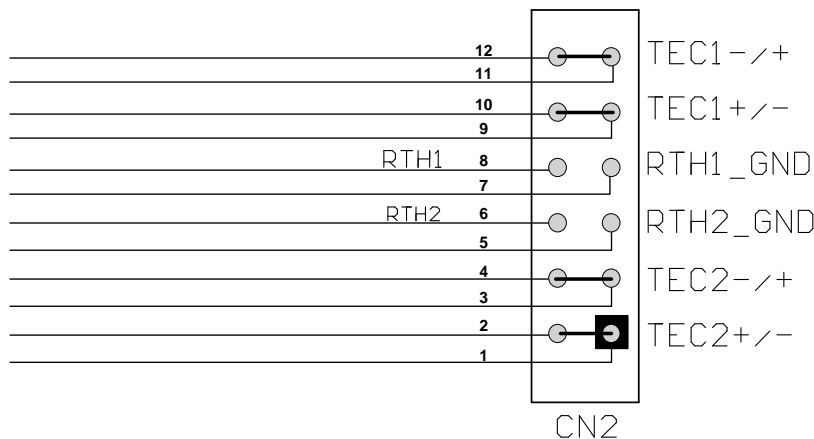 12 TEC1-/+
11
10 TEC1+/-
9
RTH1 8 RTH1_GND
7
RTH2 6 RTH2_GND
5
4 TEC2-/+
3
2 TEC2+/-
1
CN2